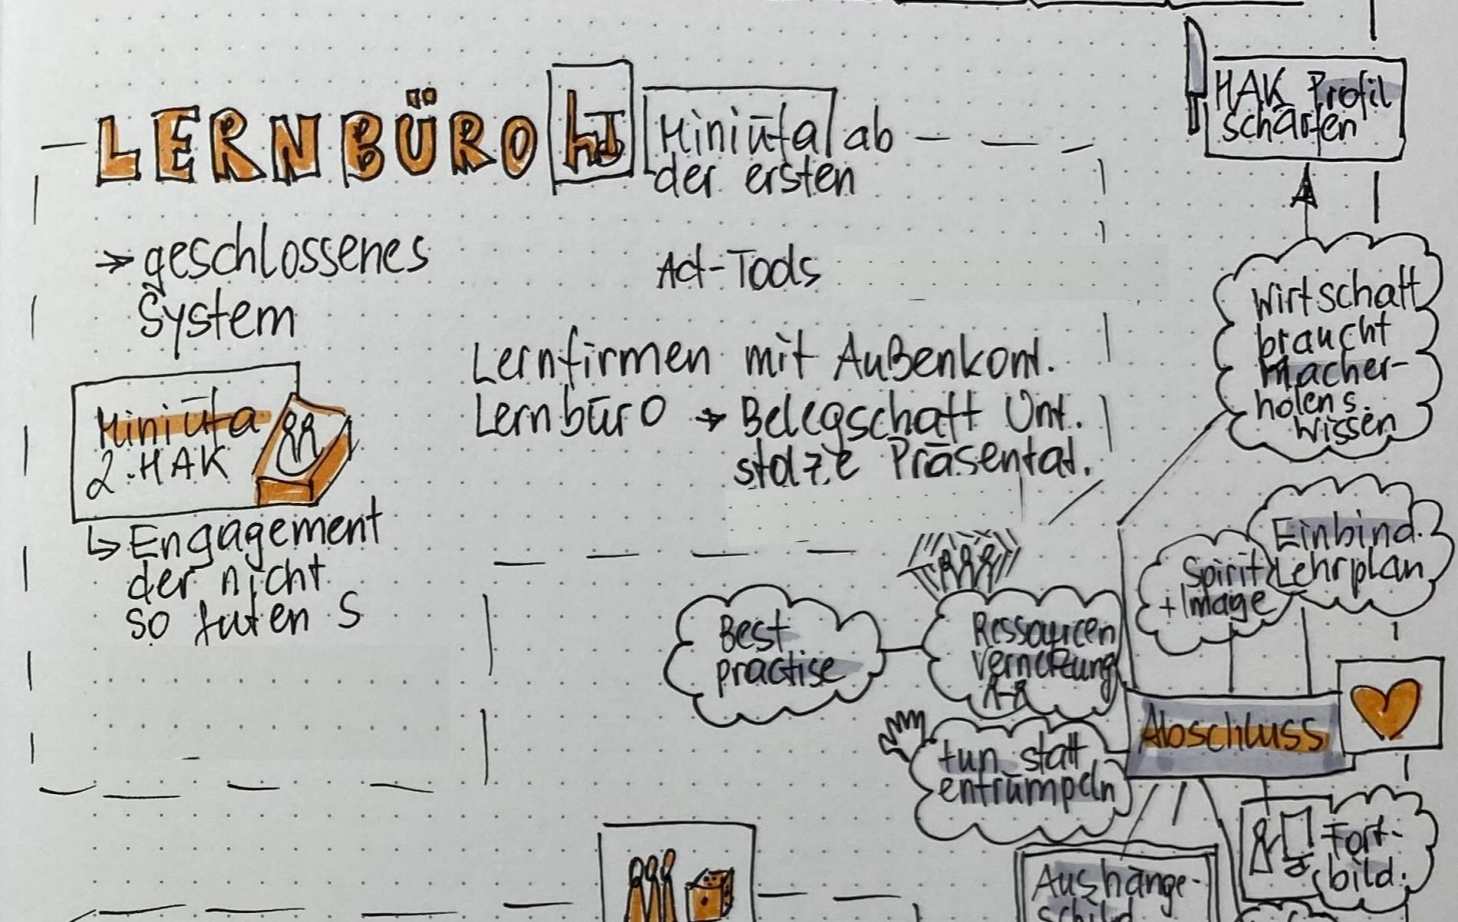 LERNBÜRO
Miniüfa ab
der ersten
→ geschlossenes
System
Act-Tools
Lernfirmen mit Außenkont.
Lernbüro → Belegschaft Unt.
stolze Präsentat.
Miniüfa
2. HAK
↳ Engagement
der nicht
so guten S
HAK Profil
schärfen
Wirtschaft
braucht
Macher-
holen s.
Wissen
Einbind.
Lehrplan
Spirit
+ Image
Best
practise
Ressourcen
Vernetzung
tun statt
entrümpeln
Abschluss
Fort-
bild.
Aushänge-
schild